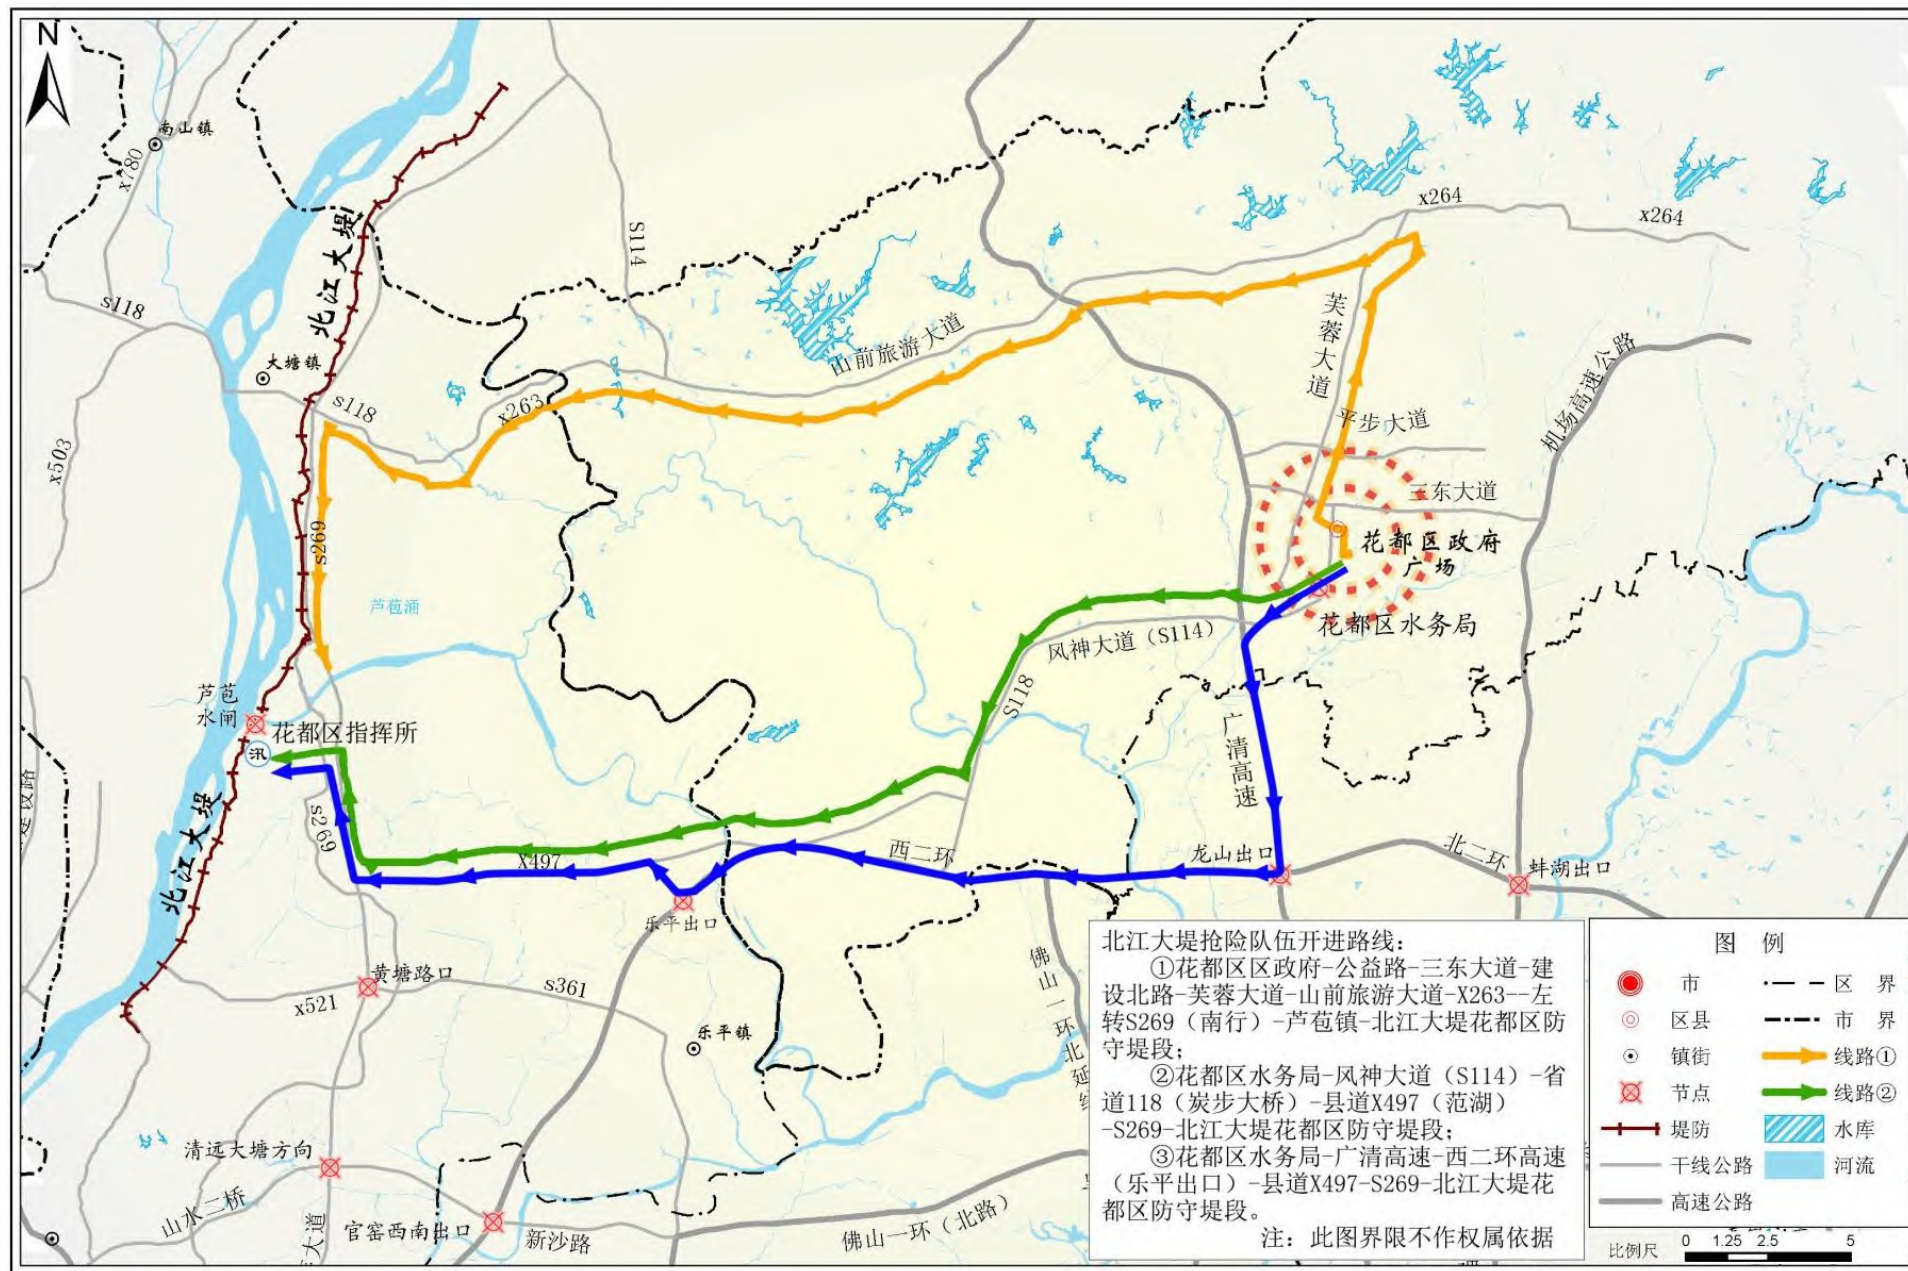 N
南山镇
x780
北江大堤
S114
x264
x264
s118
大塘镇
s118
山前旅游大道
芙蓉大道
机场高速公路
x263
平步大道
x503
三东大道
s269
花都区政府
广场
芦苞涌
花都区水务局
风神大道（S114）
S118
芦苞
水闸
花都区指挥所
汛
广清高速
北江大堤
s269
X497
西二环
龙山出口
北二环
蚌湖出口
乐平出口
黄塘路口
s361
x521
乐平镇
佛山一环北延线
清远大塘方向
山水二桥
官窑西南出口
新沙路
佛山一环（北路）
北江大堤抢险队伍开进路线：
①花都区区政府-公益路-三东大道-建
设北路-芙蓉大道-山前旅游大道-X263--左
转S269（南行）-芦苞镇-北江大堤花都区防
守堤段；
②花都区水务局-风神大道（S114）-省
道118（炭步大桥）-县道X497（范湖）
-S269-北江大堤花都区防守堤段；
③花都区水务局-广清高速-西二环高速
（乐平出口）-县道X497-S269-北江大堤花
都区防守堤段。
注：此图界限不作权属依据
图 例
市
区 界
区县
市 界
镇街
线路①
节点
线路②
堤防
水库
干线公路
河流
高速公路
比例尺
0 1.25 2.5 5